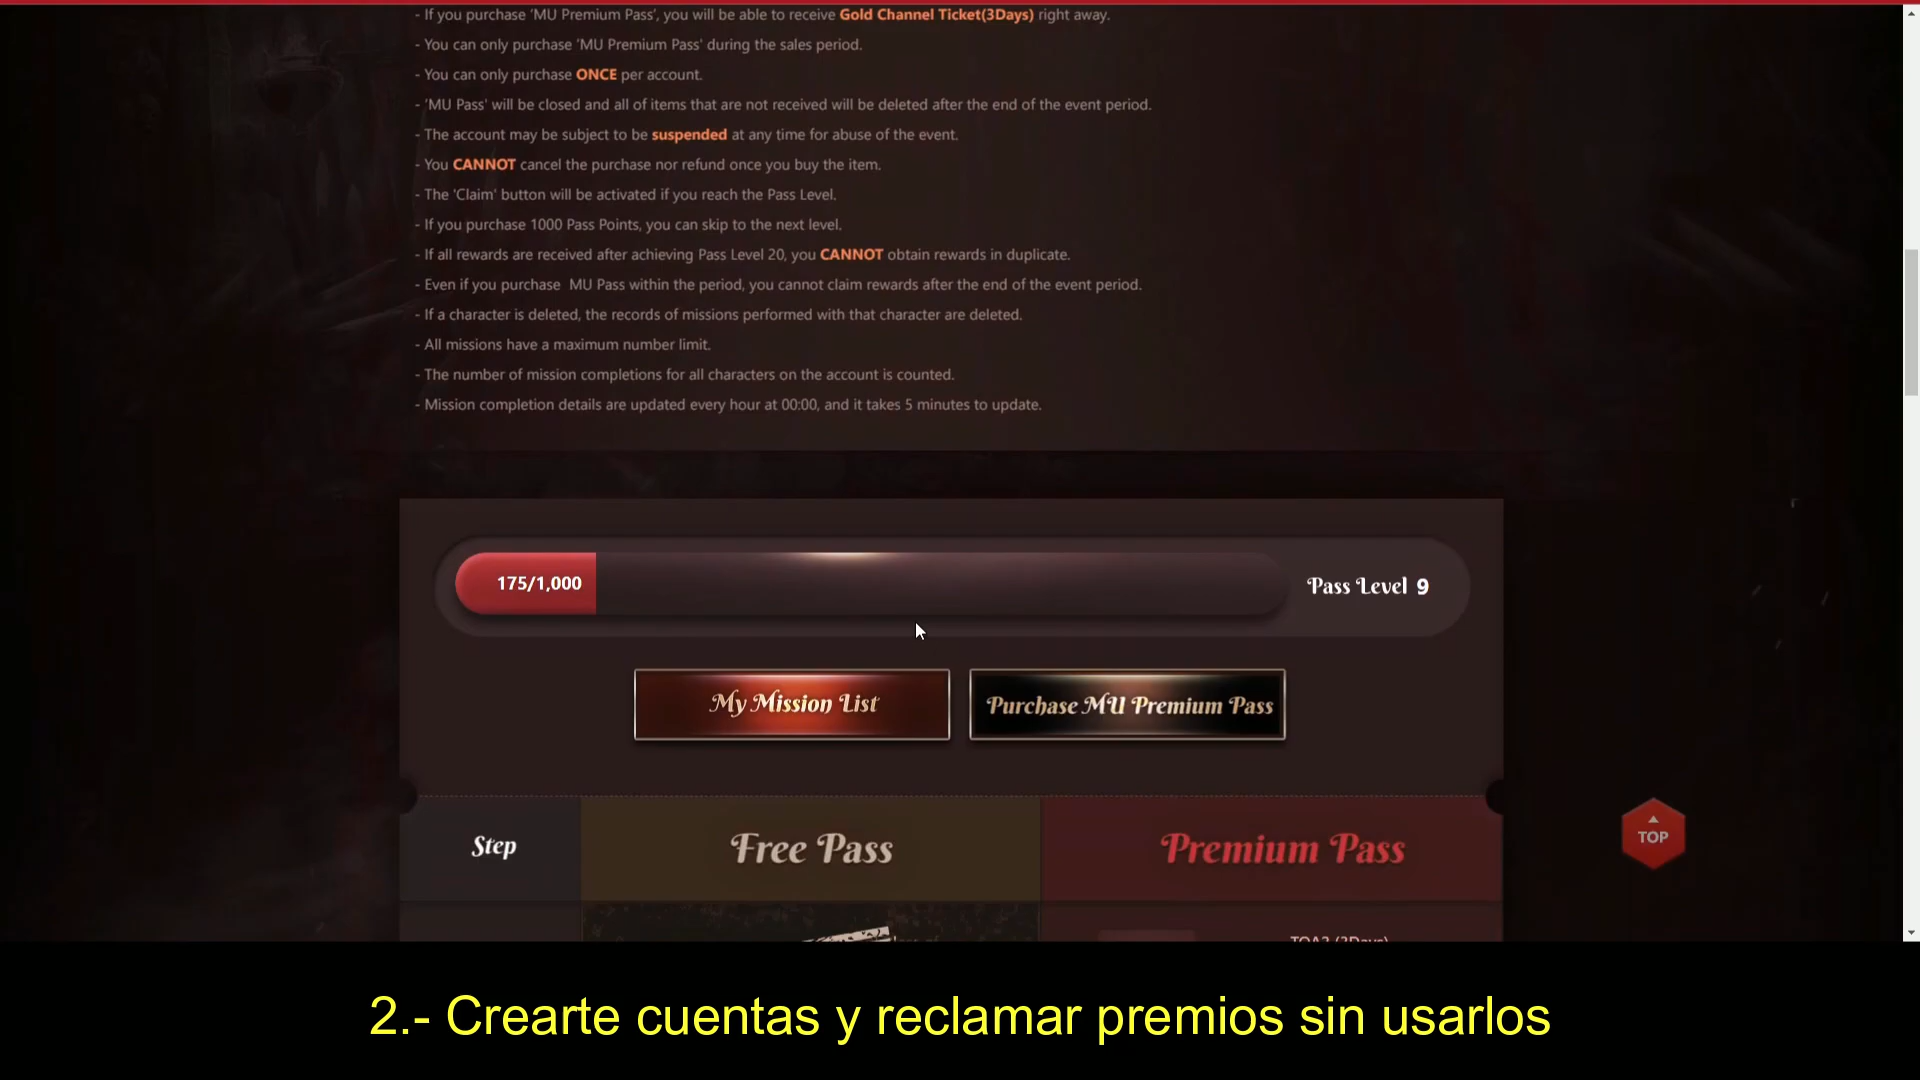 - If you purchase 'MU Premium Pass', you will be able to receive Gold Channel Ticket(3Days) right away.
- You can only purchase 'MU Premium Pass' during the sales period.
- You can only purchase ONCE per account.
- 'MU Pass' will be closed and all of items that are not received will be deleted after the end of the event period.
- The account may be subject to be suspended at any time for abuse of the event.
- You CANNOT cancel the purchase nor refund once you buy the item.
- The 'Claim' button will be activated if you reach the Pass Level.
- If you purchase 1000 Pass Points, you can skip to the next level.
- If all rewards are received after achieving Pass Level 20, you CANNOT obtain rewards in duplicate.
- Even if you purchase  MU Pass within the period, you cannot claim rewards after the end of the event period.
- If a character is deleted, the records of missions performed with that character are deleted.
- All missions have a maximum number limit.
- The number of mission completions for all characters on the account is counted.
- Mission completion details are updated every hour at 00:00, and it takes 5 minutes to update.
175/1,000
Pass Level 9
My Mission List
Purchase MU Premium Pass
Step
Free Pass
Premium Pass
TOP
2.- Crearte cuentas y reclamar premios sin usarlos